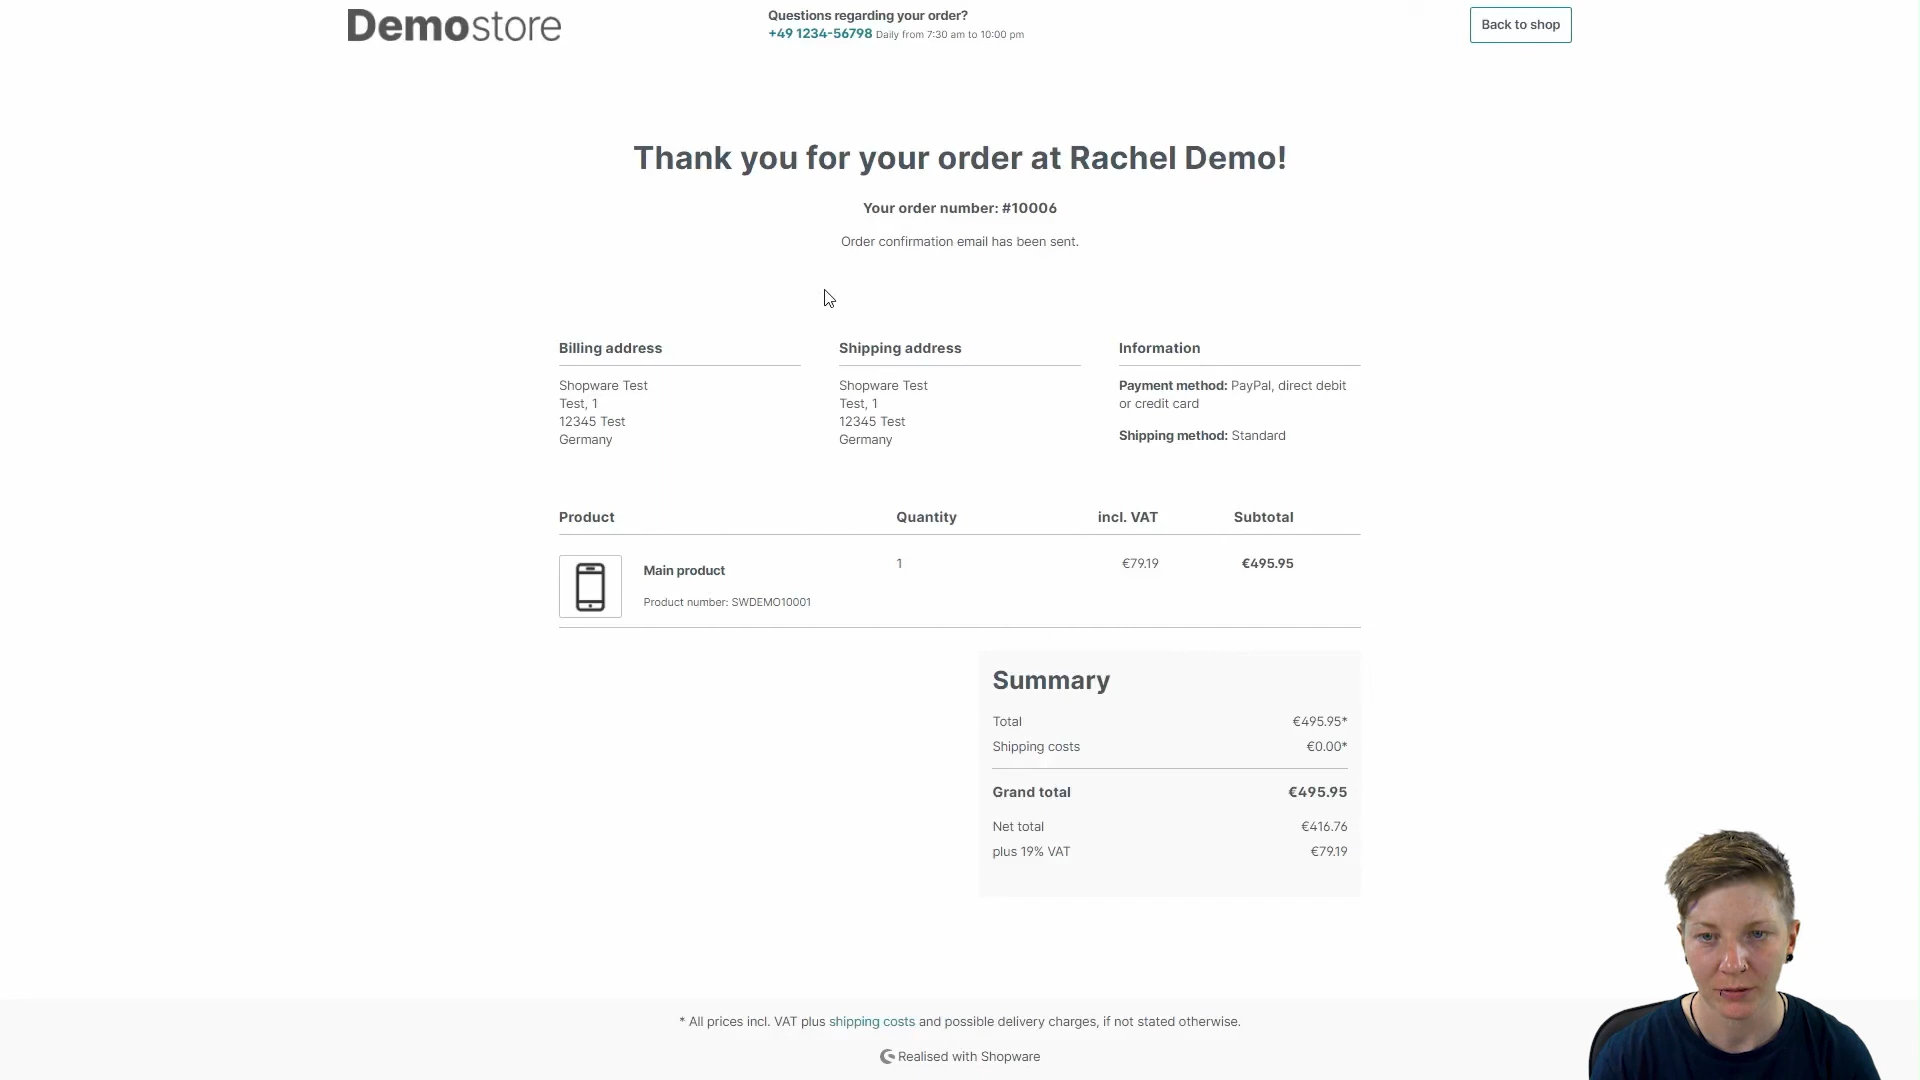 Demostore
Questions regarding your order?
+49 1234-56798 Daily from 7:30 am to 10:00 pm
Back to shop
Thank you for your order at Rachel Demo!
Your order number: #10006
Order confirmation email has been sent.
Billing address
Shopware Test
Test, 1
12345 Test
Germany
Shipping address
Shopware Test
Test, 1
12345 Test
Germany
Information
Payment method: PayPal, direct debit
or credit card
Shipping method: Standard
Product Quantity incl. VAT Subtotal
Main product 1 €79.19 €495.95
Product number: SWDEMO10001
Summary
Total €495.95*
Shipping costs €0.00*
Grand total €495.95
Net total €416.76
plus 19% VAT €79.19
* All prices incl. VAT plus shipping costs and possible delivery charges, if not stated otherwise.
Realised with Shopware